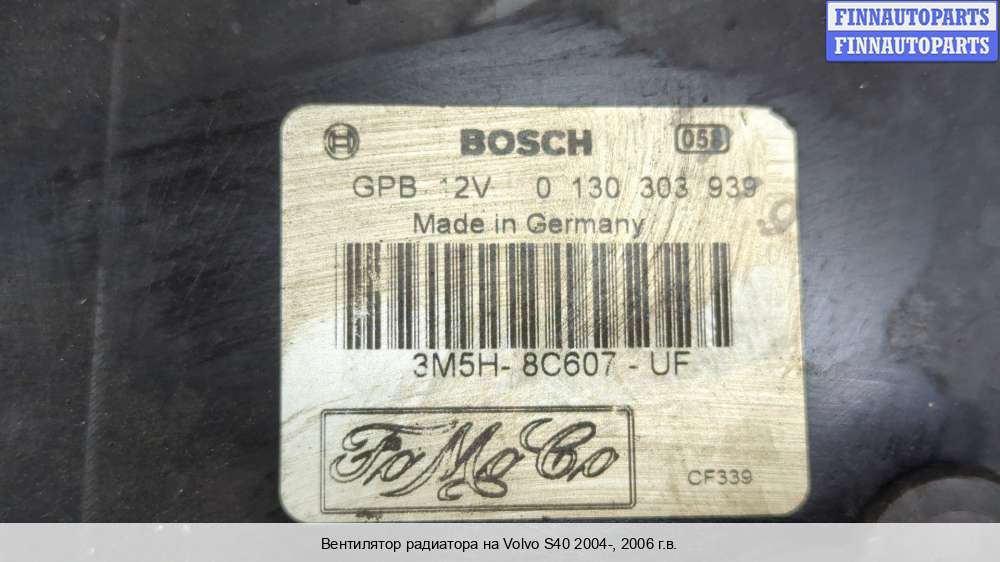 FINNAUTOPARTS
FINNAUTOPARTS
BOSCH
GPB 12V 0 130 303 939
Made in Germany
3M5H- 8C607 - UF
FoMoCo
CF339
Вентилятор радиатора на Volvo S40 2004-, 2006 г.в.